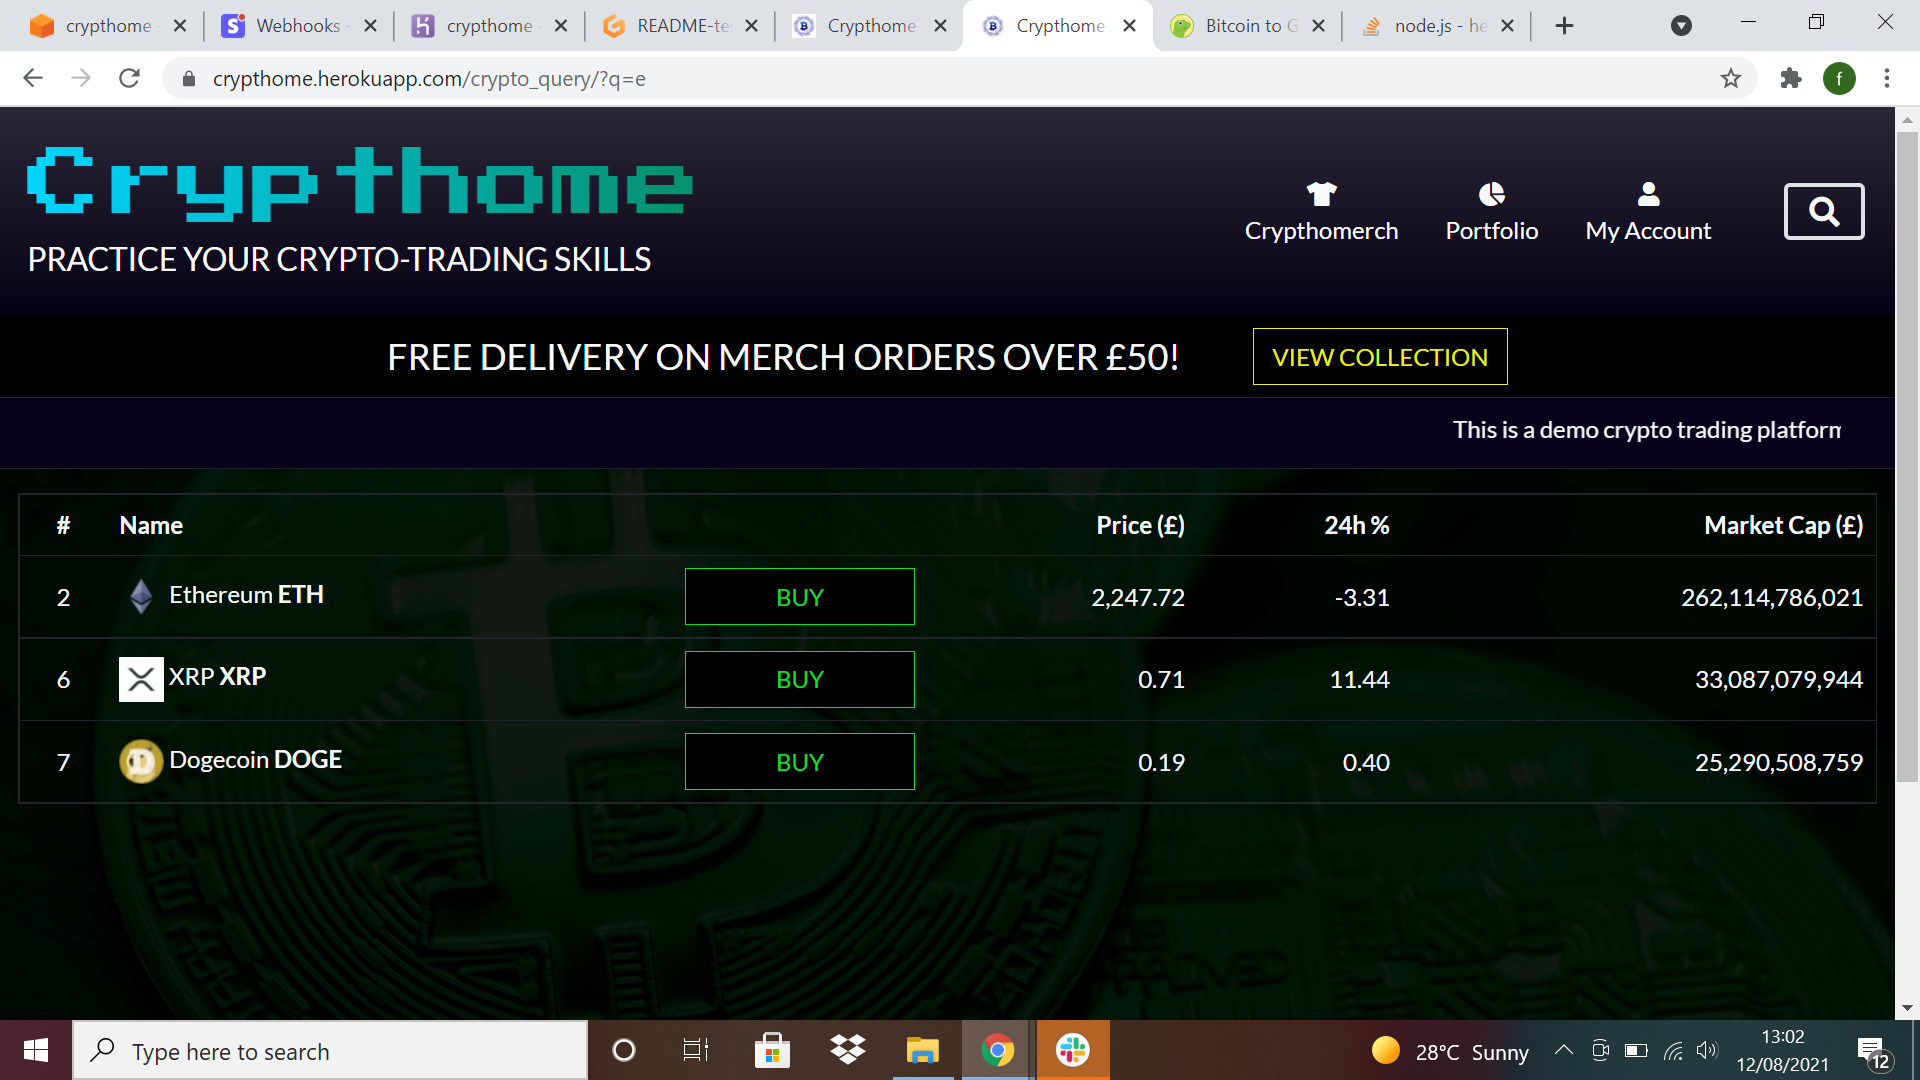 crypthome
Webhooks -
crypthome
README-te
Crypthome
Crypthome
Bitcoin to G
node.js - he
crypthome.herokuapp.com/crypto_query/?q=e
f
Crypthome
PRACTICE YOUR CRYPTO-TRADING SKILLS
Crypthomerch
Portfolio
My Account
FREE DELIVERY ON MERCH ORDERS OVER £50!
VIEW COLLECTION
This is a demo crypto trading platform
# Name Price (£) 24h % Market Cap (£)
2 Ethereum ETH BUY 2,247.72 -3.31 262,114,786,021
6 XRP XRP BUY 0.71 11.44 33,087,079,944
7 Dogecoin DOGE BUY 0.19 0.40 25,290,508,759
Type here to search
28°C Sunny
13:02
12/08/2021
12